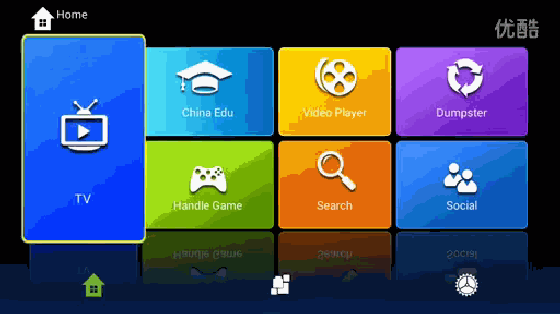 Home
优酷
China Edu
Video Player
Dumpster
TV
Handle Game
Search
Social